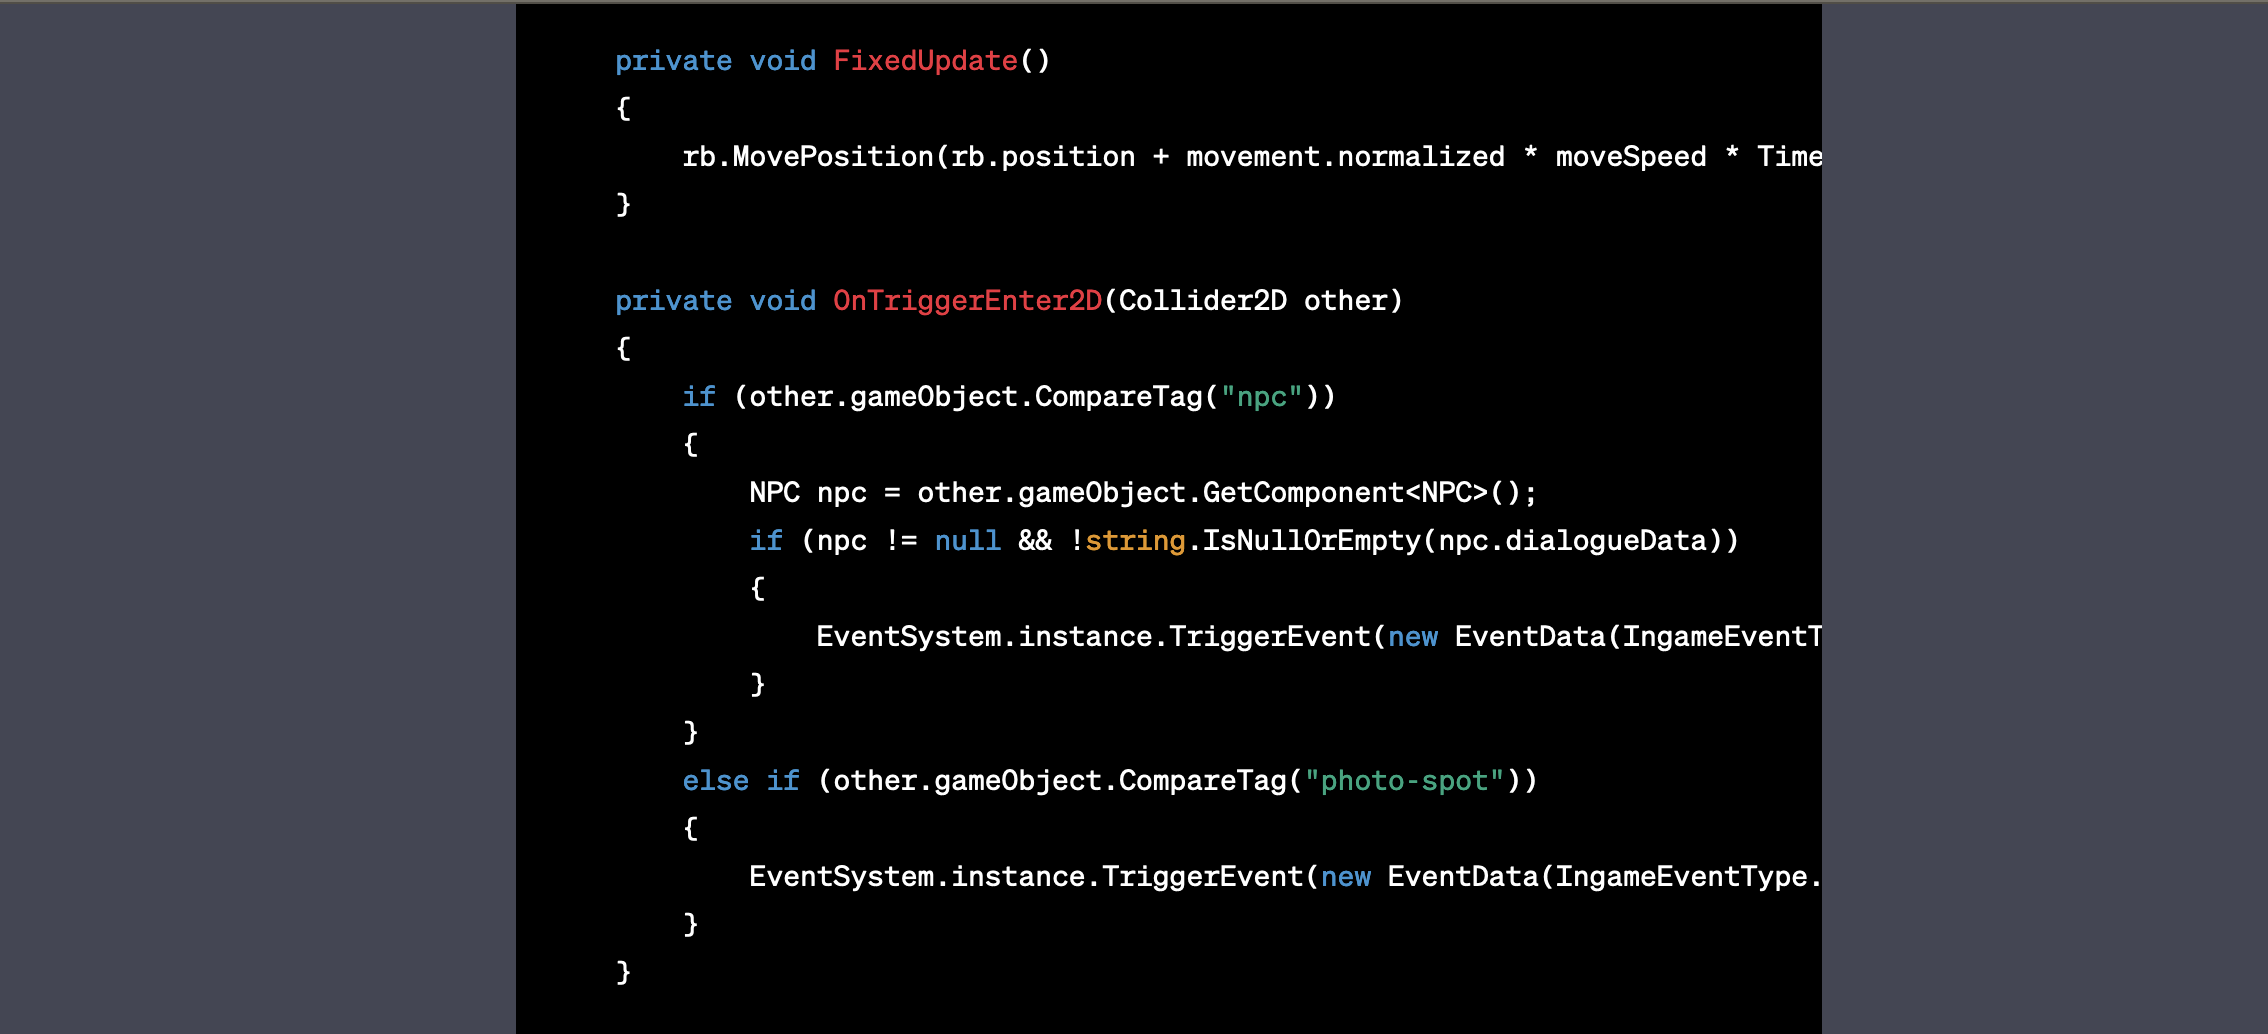 private void FixedUpdate()
{
    rb.MovePosition(rb.position + movement.normalized * moveSpeed * Time
}
private void OnTriggerEnter2D(Collider2D other)
{
    if (other.gameObject.CompareTag("npc"))
    {
        NPC npc = other.gameObject.GetComponent<NPC>();
        if (npc != null && !string.IsNullOrEmpty(npc.dialogueData))
        {
            EventSystem.instance.TriggerEvent(new EventData(IngameEventT
        }
    }
    else if (other.gameObject.CompareTag("photo-spot"))
    {
        EventSystem.instance.TriggerEvent(new EventData(IngameEventType.
    }
}